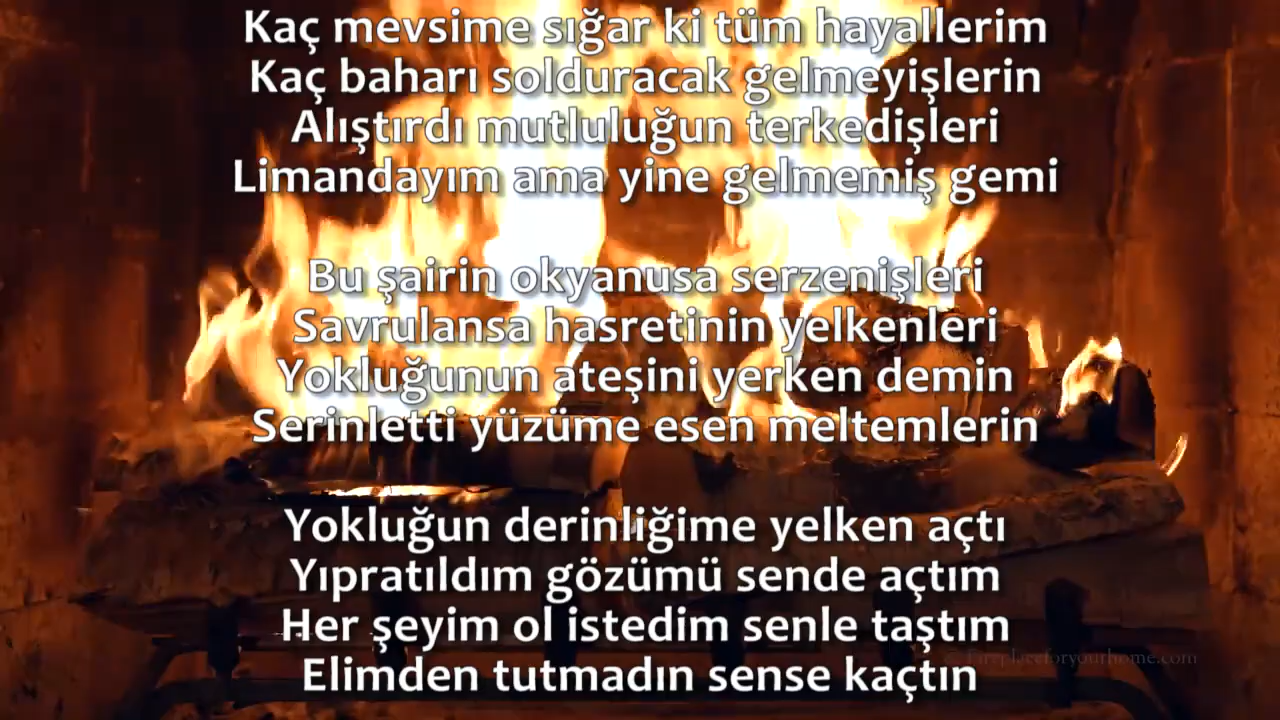 Kaç mevsime sığar ki tüm hayallerim
Kaç baharı solduracak gelmeyişlerin
Alıştırdı mutluluğun terkedişleri
Limandayım ama yine gelmemiş gemi
Bu şairin okyanusa serzenişleri
Savrulansa hasretinin yelkenleri
Yokluğunun ateşini yerken demin
Serinletti yüzüme esen meltemlerin
Yokluğun derinliğime yelken açtı
Yıpratıldım gözümü sende açtım
Her şeyim ol istedim senle taştım
Elimden tutmadın sense kaçtın
© fireplaceforyourhome.com